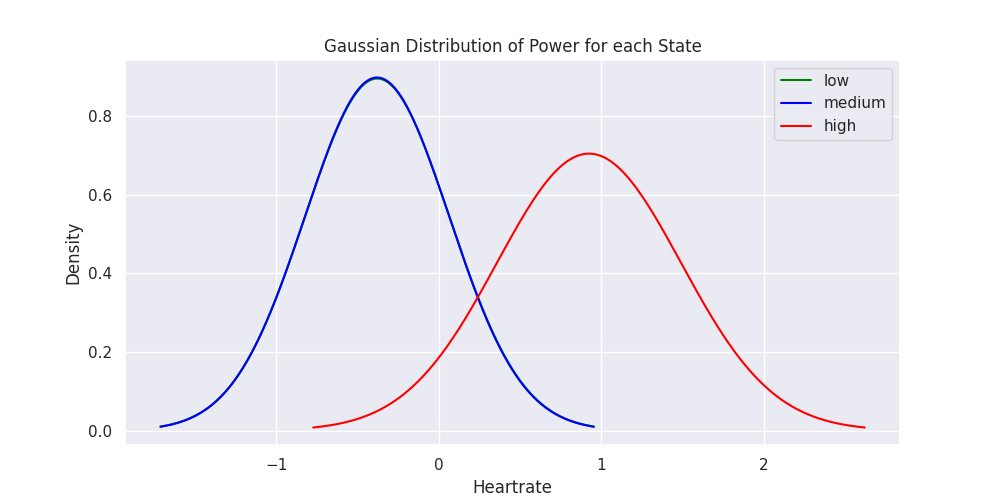 Gaussian Distribution of Power for each State
low
medium
high
Density
0.8
0.6
0.4
0.2
0.0
−1
0
1
2
Heartrate